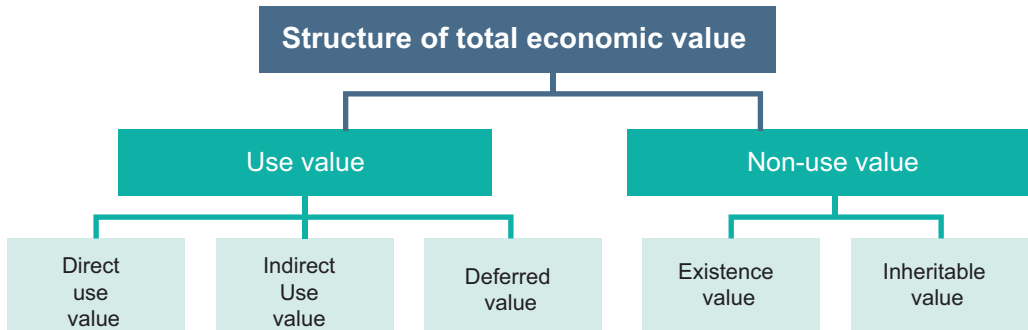 Structure of total economic value
Use value
Non-use value
Direct
use
value
Indirect
Use
value
Deferred
value
Existence
value
Inheritable
value